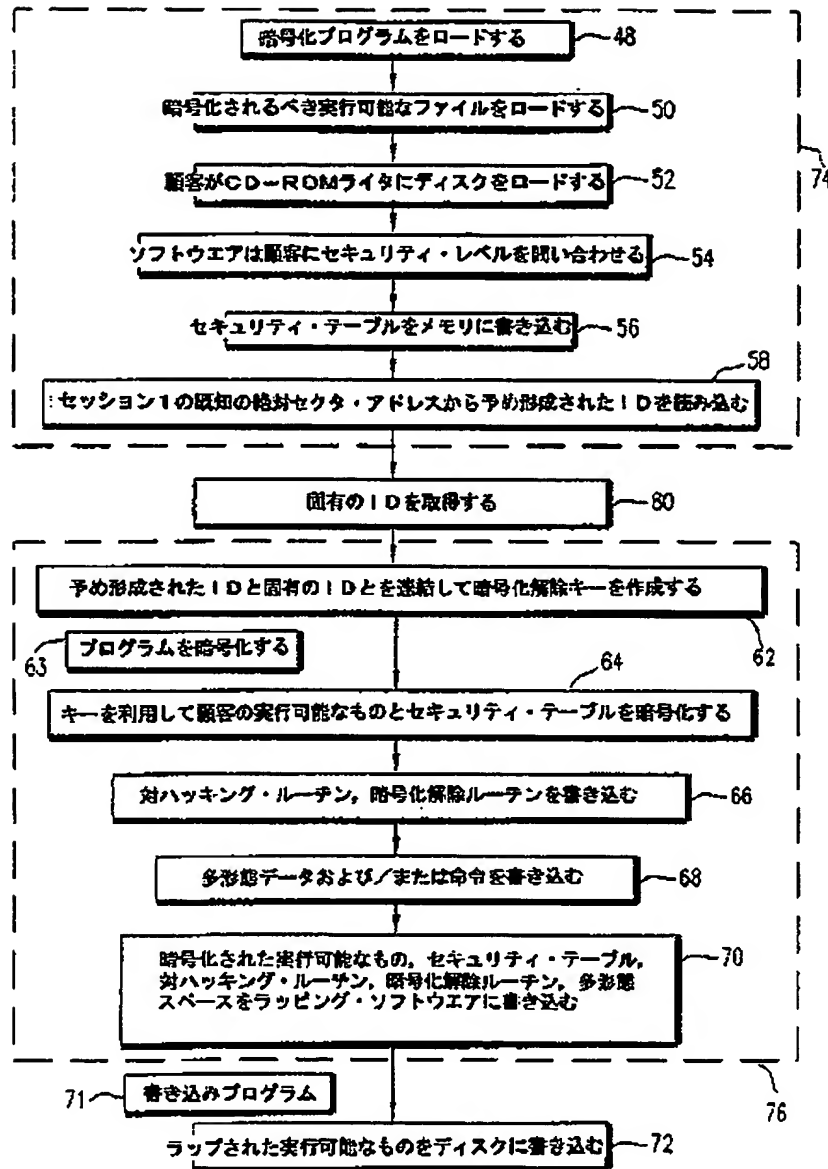 暗号化プログラムをロードする
48
暗号化されるべき実行可能なファイルをロードする
50
74
顧客がCD-ROMライタにディスクをロードする
52
ソフトウエアは顧客にセキュリティ・レベルを問い合わせる
54
セキュリティ・テーブルをメモリに書き込む
56
58
セッション1の既知の絶対セクタ・アドレスから予め形成されたIDを読み込む
固有のIDを取得する
60
予め形成されたIDと固有のIDとを連結して暗号化解除キーを作成する
62
63
プログラムを暗号化する
64
キーを利用して顧客の実行可能なものとセキュリティ・テーブルを暗号化する
対ハッキング・ルーチン,暗号化解除ルーチンを書き込む
66
多形態データおよび/または命令を書き込む
68
暗号化された実行可能なもの,セキュリティ・テーブル,
対ハッキング・ルーチン,暗号化解除ルーチン,多形態
スペースをラッピング・ソフトウエアに書き込む
70
76
71
書き込みプログラム
ラップされた実行可能なものをディスクに書き込む
72